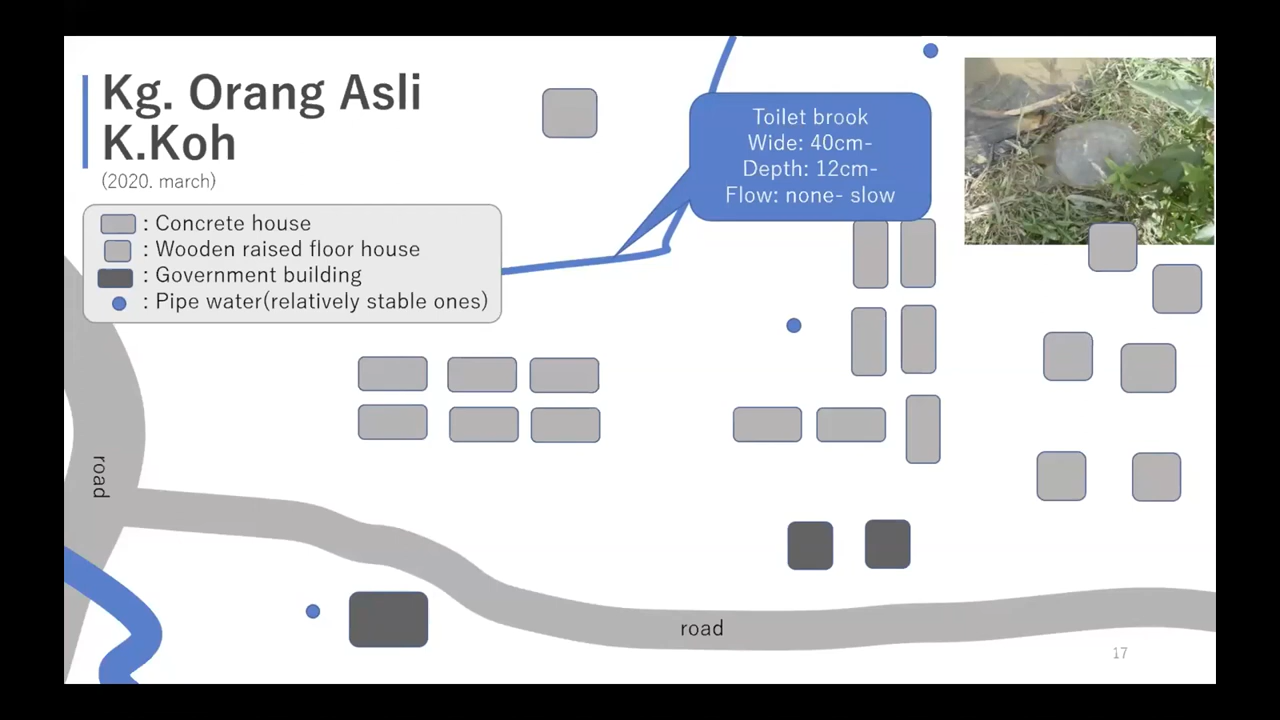 Kg. Orang Asli
K.Koh
(2020. march)
: Concrete house
: Wooden raised floor house
: Government building
: Pipe water(relatively stable ones)
Toilet brook
Wide: 40cm-
Depth: 12cm-
Flow: none- slow
road
road
17